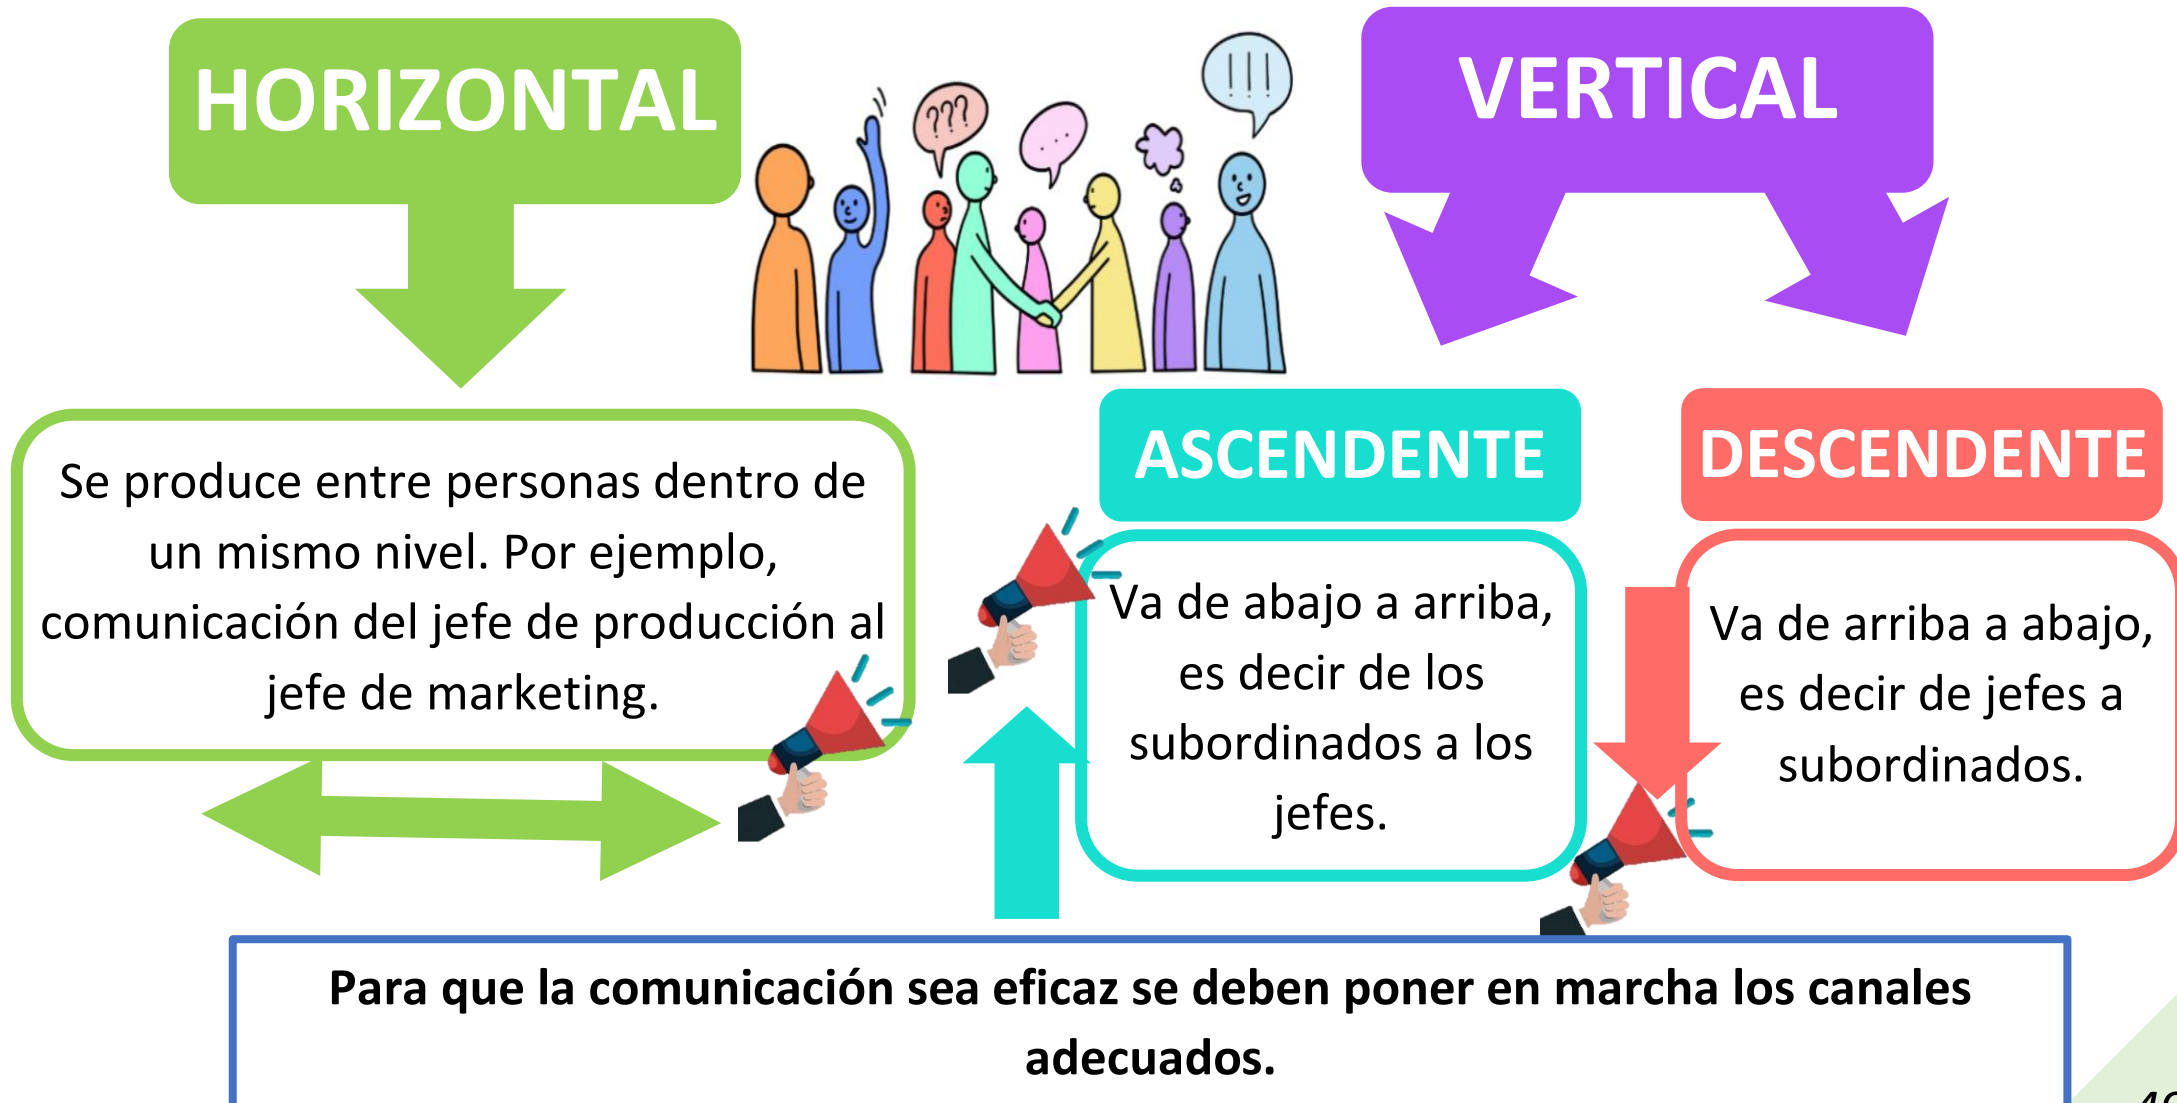 HORIZONTAL
Se produce entre personas dentro de
un mismo nivel. Por ejemplo,
comunicación del jefe de producción al
jefe de marketing.
???
...
!!!
VERTICAL
ASCENDENTE
Va de abajo a arriba,
es decir de los
subordinados a los
jefes.
DESCENDENTE
Va de arriba a abajo,
es decir de jefes a
subordinados.
Para que la comunicación sea eficaz se deben poner en marcha los canales
adecuados.